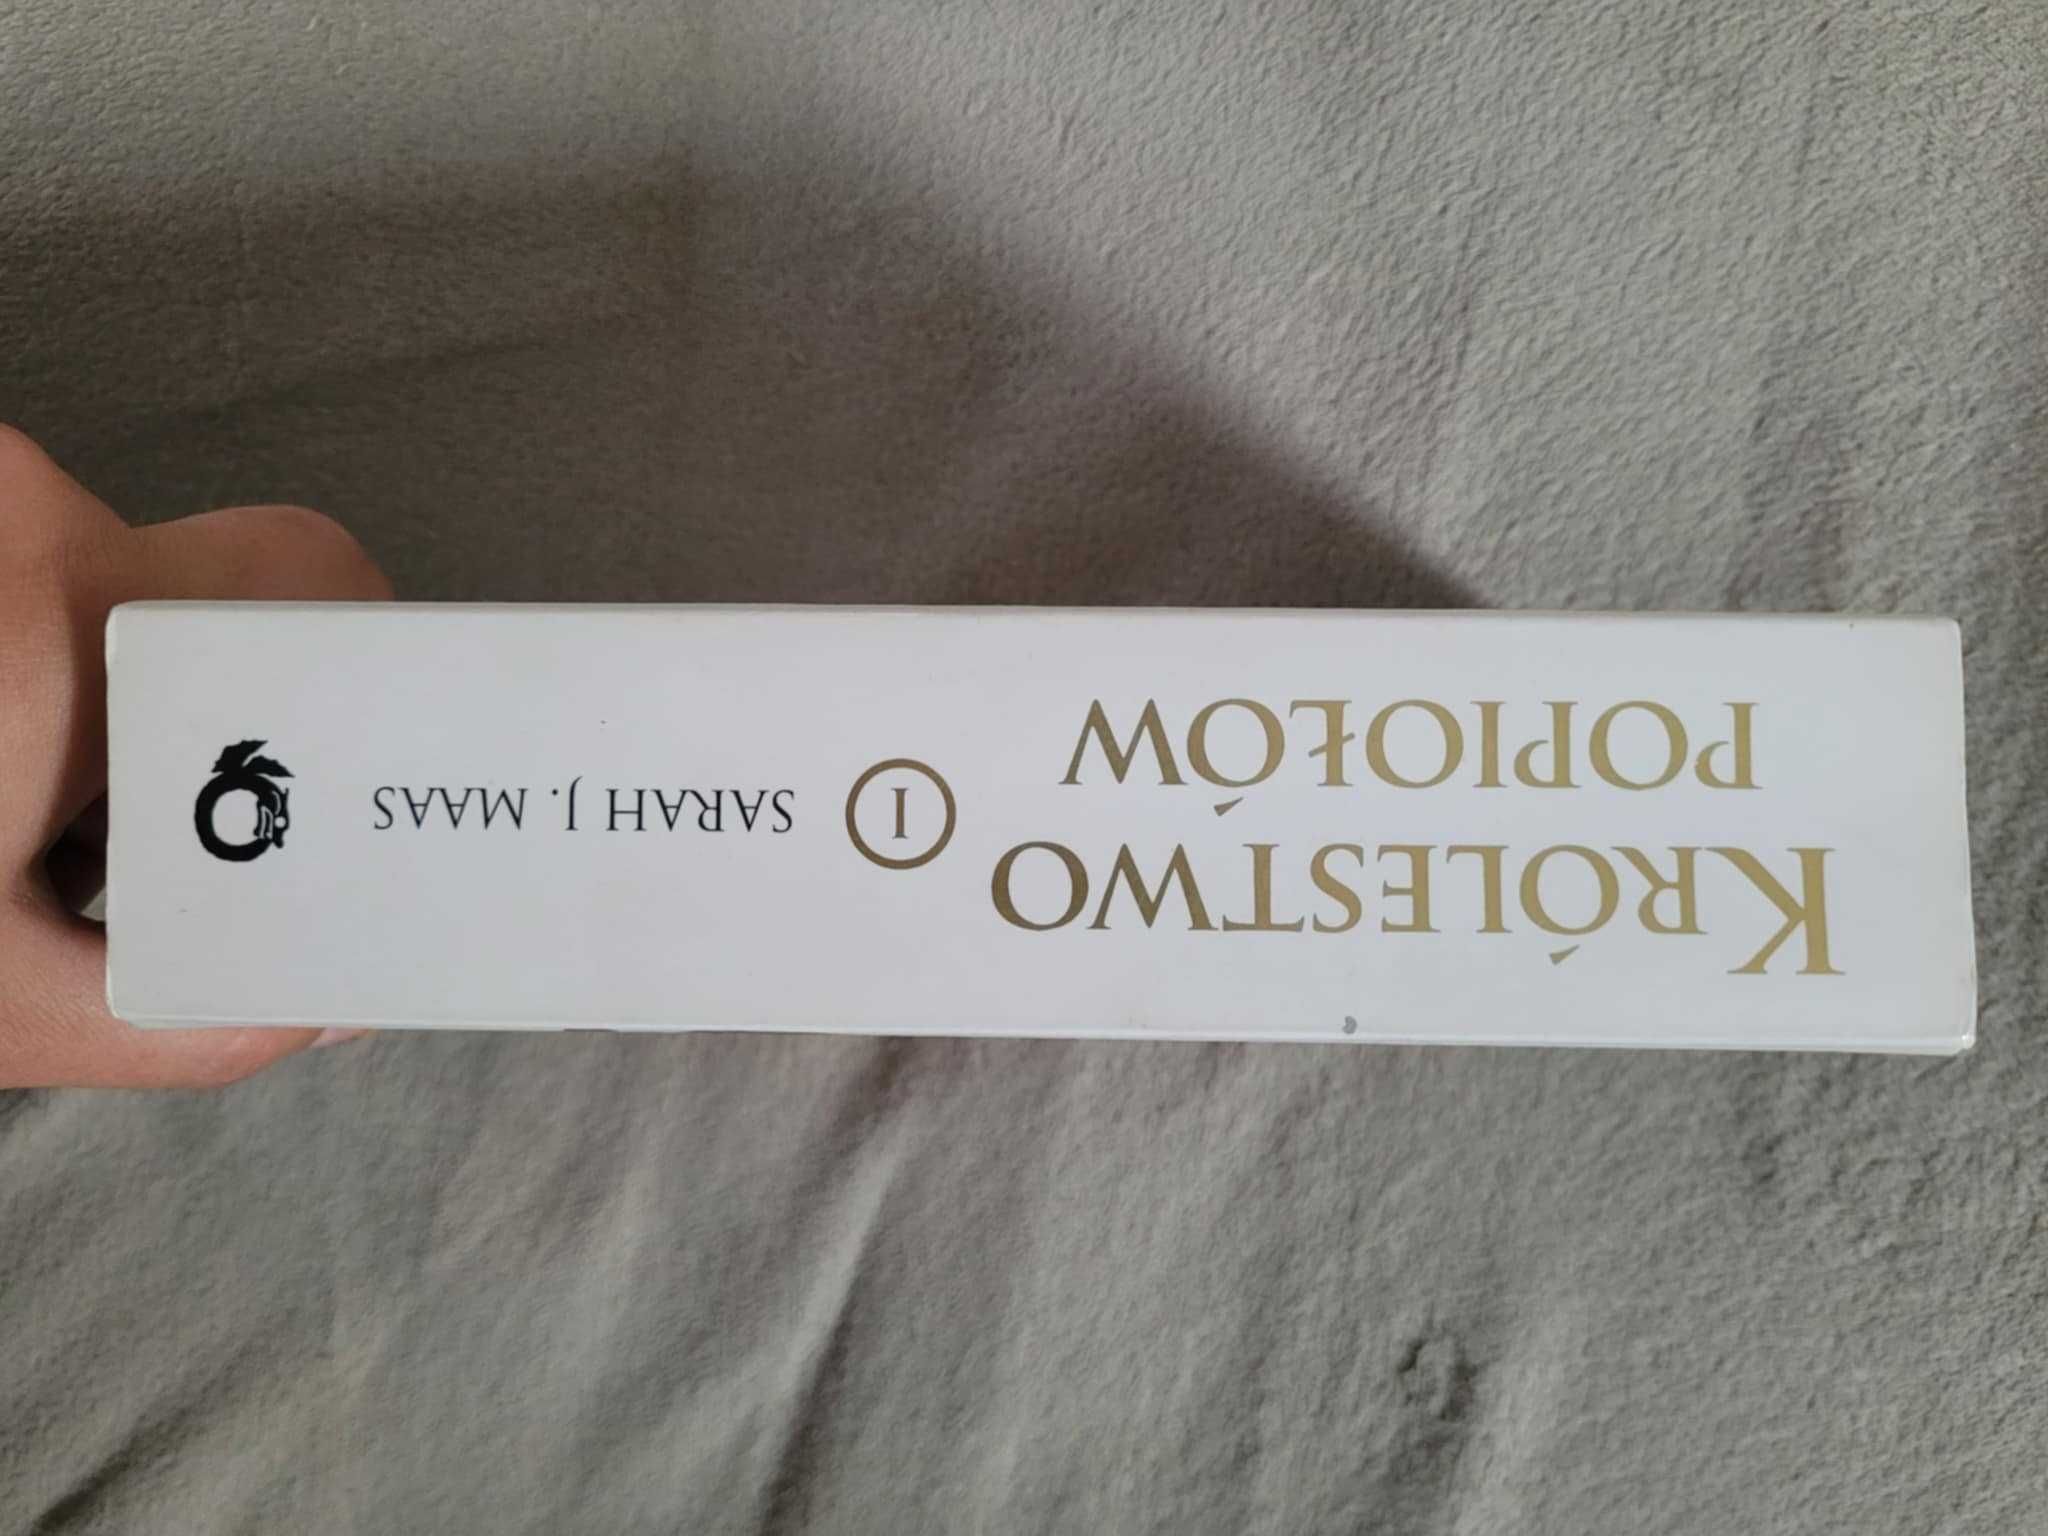 KRÓLESTWO
POPIOŁÓW
I
SARAH J. MAAS